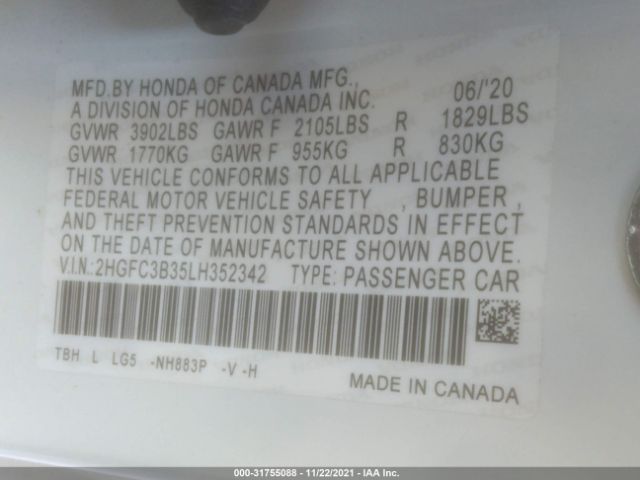 MFD.BY HONDA OF CANADA MFG.,
A DIVISION OF HONDA CANADA INC. 06/'20
GVWR 3902LBS GAWR F 2105LBS R 1829LBS
GVWR 1770KG GAWR F 955KG R 830KG
THIS VEHICLE CONFORMS TO ALL APPLICABLE
FEDERAL MOTOR VEHICLE SAFETY , BUMPER ,
AND THEFT PREVENTION STANDARDS IN EFFECT
ON THE DATE OF MANUFACTURE SHOWN ABOVE.
V.I.N.:2HGFC3B35LH352342 TYPE: PASSENGER CAR
TBH L LG5 -NH883P -V -H
MADE IN CANADA
000-31755088 - 11/22/2021 - IAAI.COM